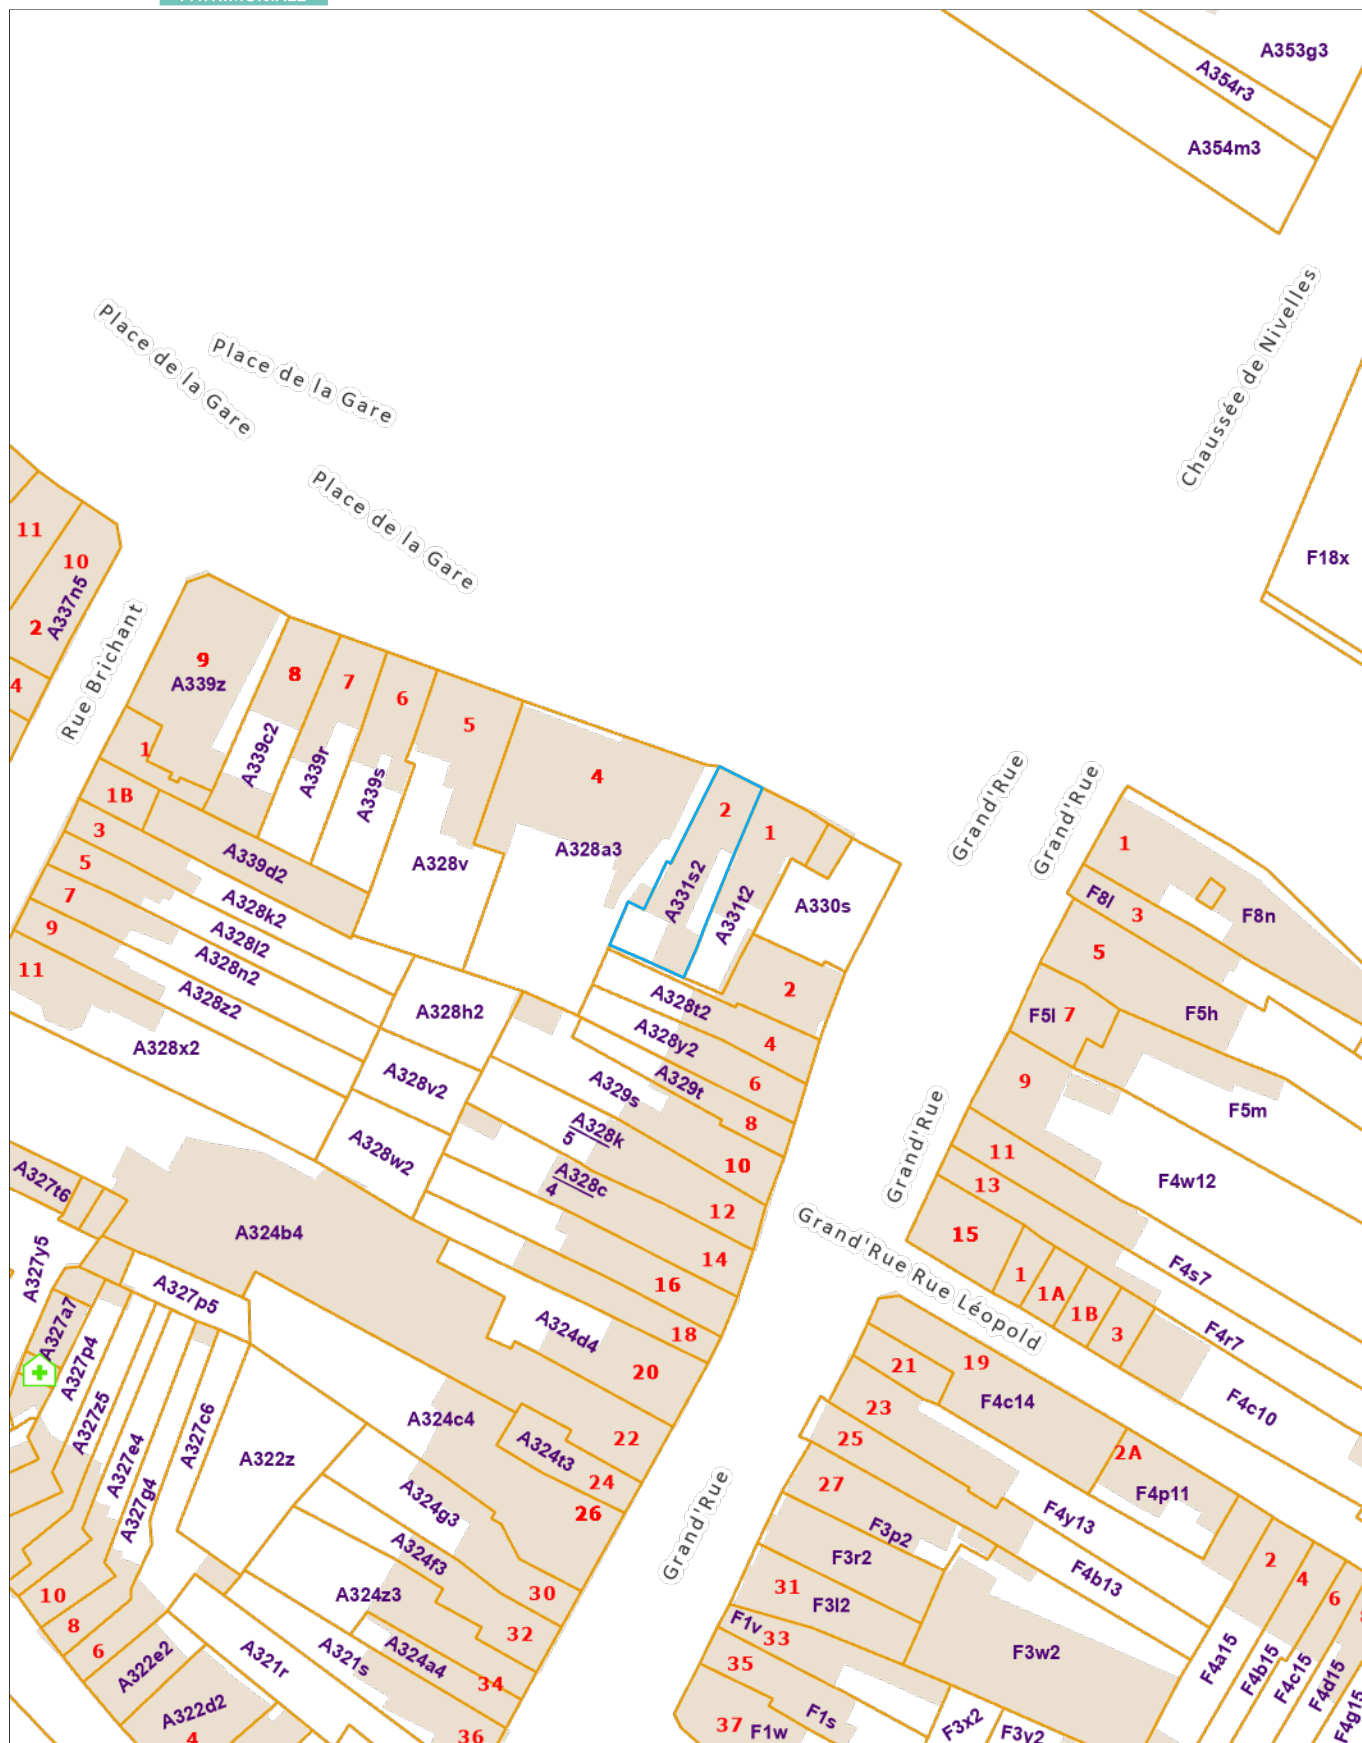 A353g3
A354r3
A354m3
Chaussée de Nivelles
Place de la Gare
Place de la Gare
Place de la Gare
11
10
A337n5
2
4
Rue Brichant
F18x
9
A339z
8
7
6
5
4
1
A339c2
A339r
A339s
1B
3
5
7
9
11
A339d2
A328v
A328a3
2
1
A331s2
A331t2
A330s
Grand'Rue
Grand'Rue
1
F8l
3
F8n
5
F5l
7
F5h
9
F5m
A328k2
A328l2
A328n2
A328z2
A328x2
A328h2
A328v2
A328w2
A328t2
A328y2
A329t
A329s
A328k
5
A328c
4
2
4
6
8
10
12
14
16
18
20
Grand'Rue
11
13
15
F4w12
F4s7
F4r7
F4c10
1
1A
1B
3
Grand'Rue Rue Léopold
A327t6
A324b4
A327y5
A327p5
A327a7
A327p4
A327z5
A327e4
A327g4
A327c6
A322z
A324d4
A324c4
A324t3
22
24
26
A324g3
A324f3
A324z3
30
32
34
36
A324a4
A321s
A321r
10
8
6
A322e2
A322d2
4
Grand'Rue
21
19
F4c14
23
25
27
2A
F4p11
F4y13
F4b13
F3p2
F3r2
31
F3l2
F1v
33
35
37
F1w
F1s
F3w2
F3x2
F3y2
2
4
6
F4a15
F4b15
F4c15
F4d15
F4g15